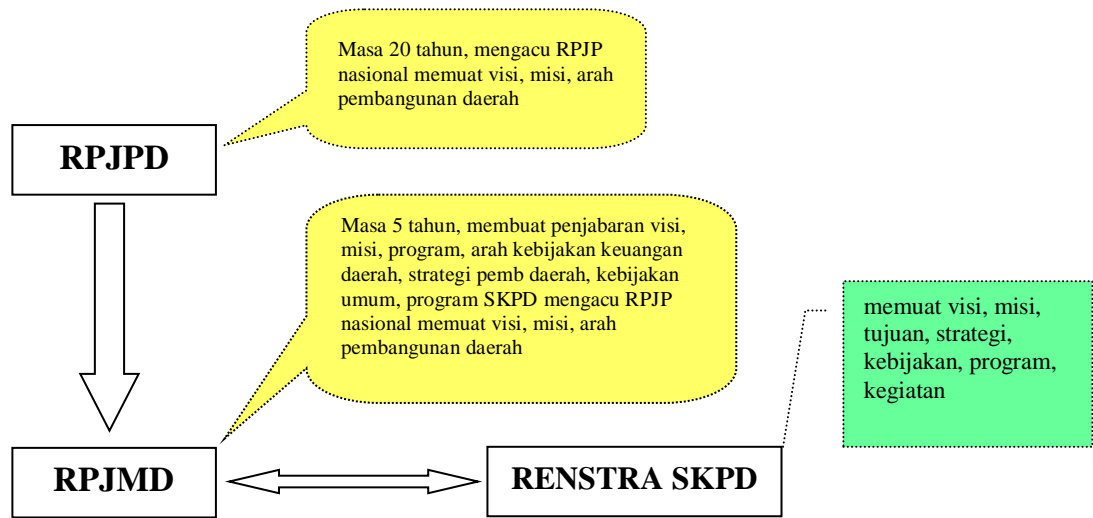 Masa 20 tahun, mengacu RPJP
nasional memuat visi, misi, arah
pembangunan daerah
RPJPD
Masa 5 tahun, membuat penjabaran visi,
misi, program, arah kebijakan keuangan
daerah, strategi pemb daerah, kebijakan
umum, program SKPD mengacu RPJP
nasional memuat visi, misi, arah
pembangunan daerah
memuat visi, misi,
tujuan, strategi,
kebijakan, program,
kegiatan
RPJMD
RENSTRA SKPD